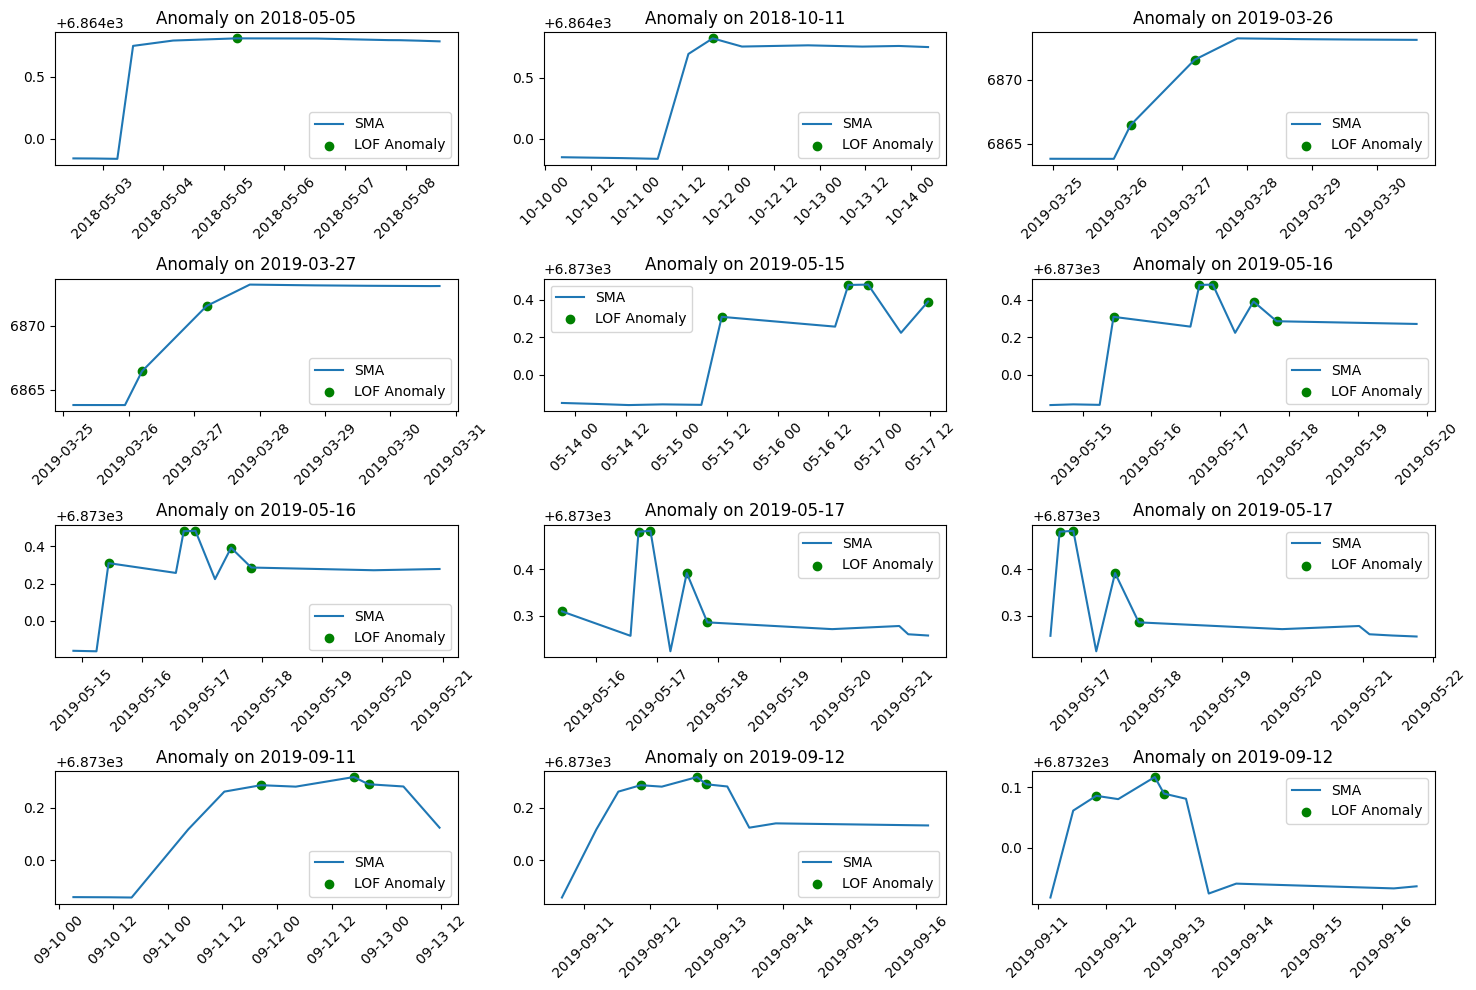 Anomaly on 2018-05-05
+6.864e3
0.5
0.0
SMA
LOF Anomaly
2018-05-03
2018-05-04
2018-05-05
2018-05-06
2018-05-07
2018-05-08
Anomaly on 2018-10-11
+6.864e3
0.5
0.0
SMA
LOF Anomaly
10-10 00
10-10 12
10-11 00
10-11 12
10-12 00
10-12 12
10-13 00
10-13 12
10-14 00
Anomaly on 2019-03-26
6870
6865
SMA
LOF Anomaly
2019-03-25
2019-03-26
2019-03-27
2019-03-28
2019-03-29
2019-03-30
Anomaly on 2019-03-27
6870
6865
SMA
LOF Anomaly
2019-03-25
2019-03-26
2019-03-27
2019-03-28
2019-03-29
2019-03-30
2019-03-31
Anomaly on 2019-05-15
+6.873e3
0.4
0.2
0.0
SMA
LOF Anomaly
05-14 00
05-14 12
05-15 00
05-15 12
05-16 00
05-16 12
05-17 00
05-17 12
Anomaly on 2019-05-16
+6.873e3
0.4
0.2
0.0
SMA
LOF Anomaly
2019-05-15
2019-05-16
2019-05-17
2019-05-18
2019-05-19
2019-05-20
Anomaly on 2019-05-16
+6.873e3
0.4
0.2
0.0
SMA
LOF Anomaly
2019-05-15
2019-05-16
2019-05-17
2019-05-18
2019-05-19
2019-05-20
2019-05-21
Anomaly on 2019-05-17
+6.873e3
0.4
0.3
SMA
LOF Anomaly
2019-05-16
2019-05-17
2019-05-18
2019-05-19
2019-05-20
2019-05-21
Anomaly on 2019-05-17
+6.873e3
0.4
0.3
SMA
LOF Anomaly
2019-05-17
2019-05-18
2019-05-19
2019-05-20
2019-05-21
2019-05-22
Anomaly on 2019-09-11
+6.873e3
0.2
0.0
SMA
LOF Anomaly
09-10 00
09-10 12
09-11 00
09-11 12
09-12 00
09-12 12
09-13 00
09-13 12
Anomaly on 2019-09-12
+6.873e3
0.2
0.0
SMA
LOF Anomaly
2019-09-11
2019-09-12
2019-09-13
2019-09-14
2019-09-15
2019-09-16
Anomaly on 2019-09-12
+6.8732e3
0.1
0.0
SMA
LOF Anomaly
2019-09-11
2019-09-12
2019-09-13
2019-09-14
2019-09-15
2019-09-16